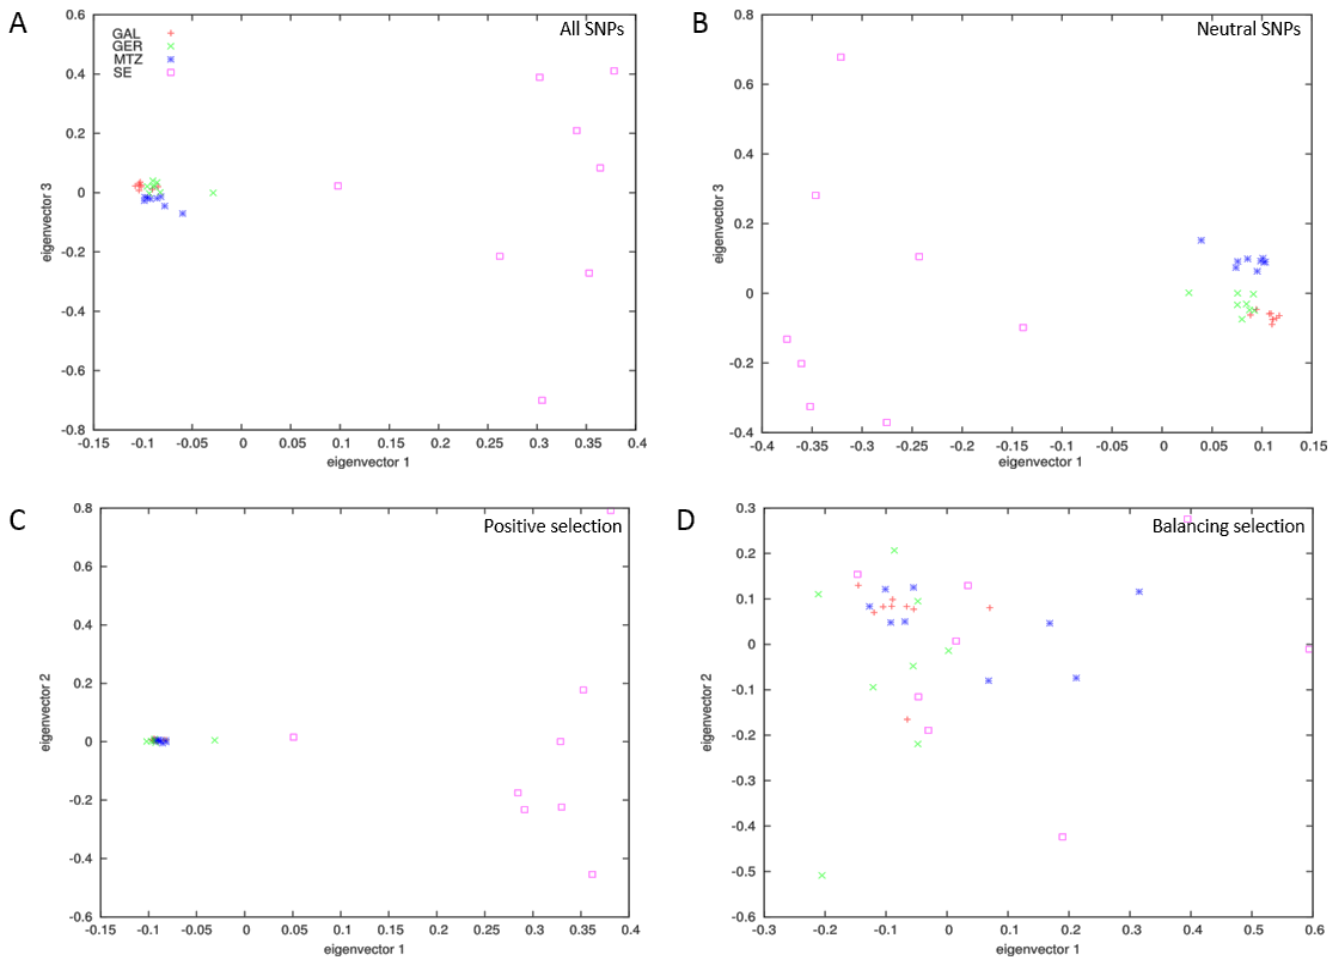 A
All SNPs
GAL
GER
MTZ
SE
0.6
0.4
0.2
0
-0.2
-0.4
-0.6
-0.8
eigenvector 3
-0.15 -0.1 -0.05 0 0.05 0.1 0.15 0.2 0.25 0.3 0.35 0.4
eigenvector 1
B
Neutral SNPs
0.8
0.6
0.4
0.2
0
-0.2
-0.4
eigenvector 3
-0.4 -0.35 -0.3 -0.25 -0.2 -0.15 -0.1 -0.05 0 0.05 0.1 0.15
eigenvector 1
C
Positive selection
0.8
0.6
0.4
0.2
0
-0.2
-0.4
-0.6
eigenvector 2
-0.15 -0.1 -0.05 0 0.05 0.1 0.15 0.2 0.25 0.3 0.35 0.4
eigenvector 1
D
Balancing selection
0.3
0.2
0.1
0
-0.1
-0.2
-0.3
-0.4
-0.5
-0.6
eigenvector 2
-0.3 -0.2 -0.1 0 0.1 0.2 0.3 0.4 0.5 0.6
eigenvector 1